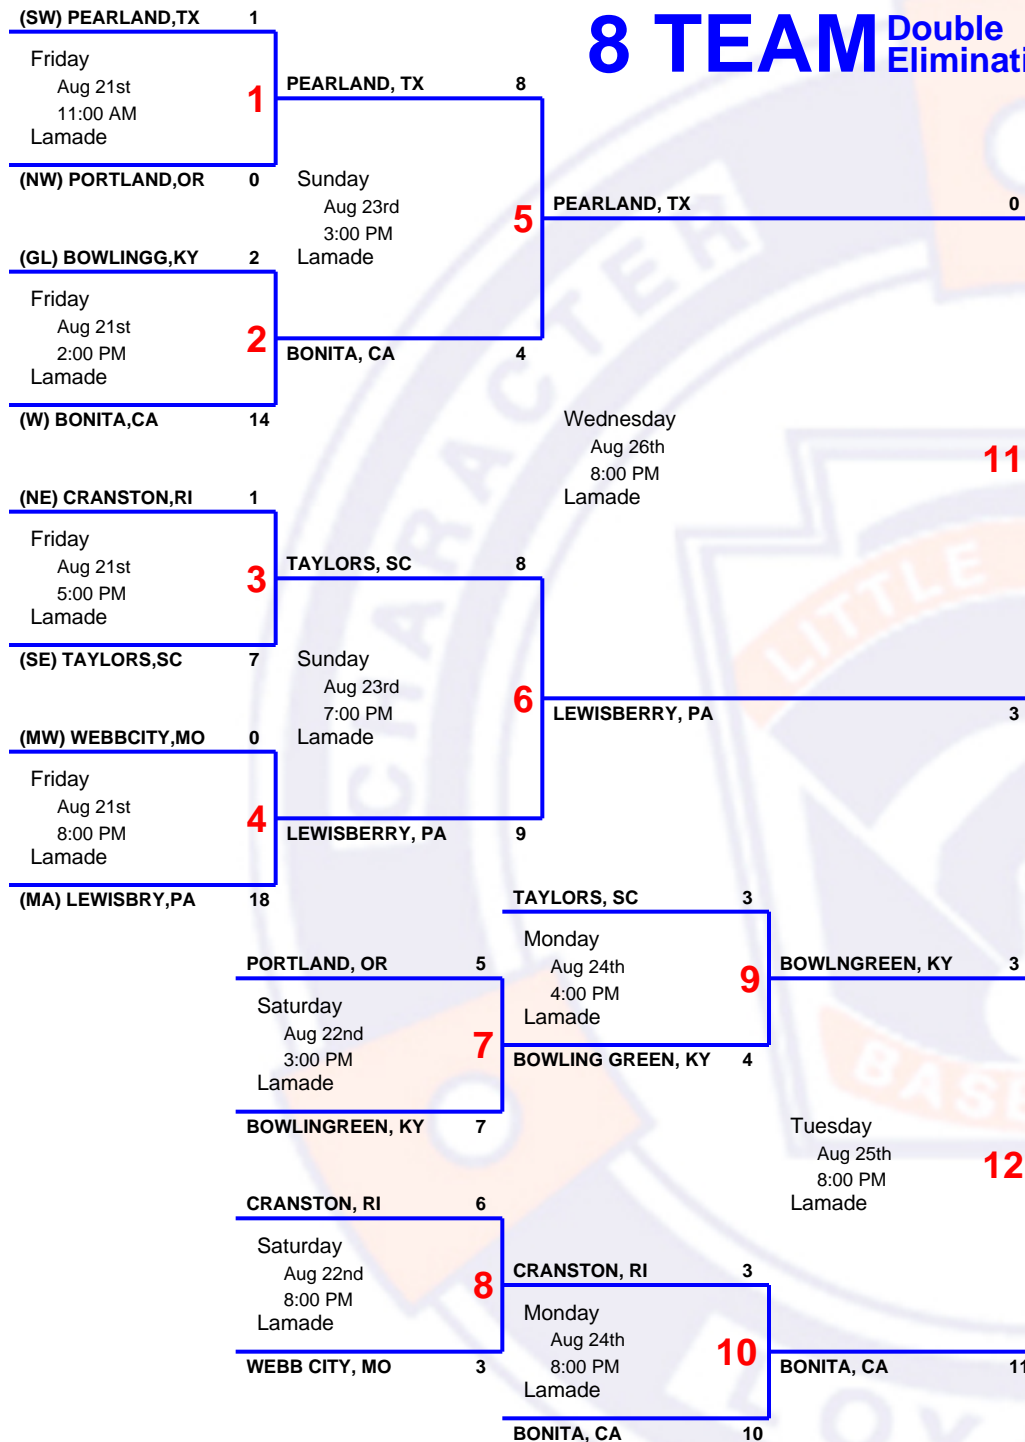 8 TEAM Double
Eliminati
(SW) PEARLAND,TX 1
Friday
Aug 21st
11:00 AM
Lamade
1
(NW) PORTLAND,OR 0
PEARLAND, TX 8
Sunday
Aug 23rd
3:00 PM
Lamade
5
PEARLAND, TX 0
(GL) BOWLINGG,KY 2
Friday
Aug 21st
2:00 PM
Lamade
2
(W) BONITA,CA 14
BONITA, CA 4
Wednesday
Aug 26th
8:00 PM
Lamade
11
(NE) CRANSTON,RI 1
Friday
Aug 21st
5:00 PM
Lamade
3
(SE) TAYLORS,SC 7
TAYLORS, SC 8
Sunday
Aug 23rd
7:00 PM
Lamade
6
LEWISBERRY, PA 3
(MW) WEBBCITY,MO 0
Friday
Aug 21st
8:00 PM
Lamade
4
(MA) LEWISBRY,PA 18
LEWISBERRY, PA 9
TAYLORS, SC 3
Monday
Aug 24th
4:00 PM
Lamade
9
BOWLNGREEN, KY 3
PORTLAND, OR 5
Saturday
Aug 22nd
3:00 PM
Lamade
7
BOWLING GREEN, KY 4
BOWLINGREEN, KY 7
Tuesday
Aug 25th
8:00 PM
Lamade
12
CRANSTON, RI 6
Saturday
Aug 22nd
8:00 PM
Lamade
8
WEBB CITY, MO 3
CRANSTON, RI 3
Monday
Aug 24th
8:00 PM
Lamade
10
BONITA, CA 11
BONITA, CA 10
CHARACTER
LITTLE
BASE
LOY